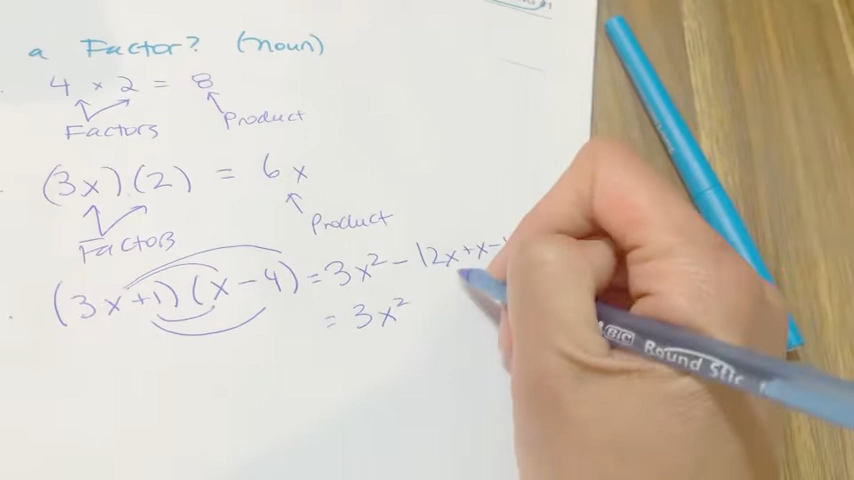 a Factor? (noun)
4 × 2 = 8
Factors Product
(3x)(2) = 6x
Factors Product
(3x+1)(x-4) = 3x² - 12x+x-
= 3x²
BIC Round Stic